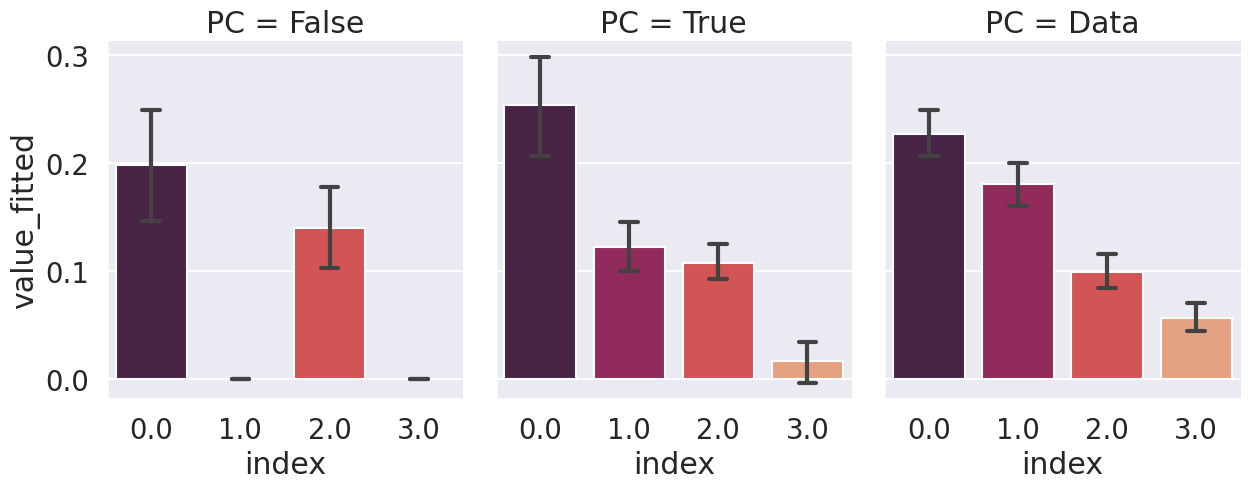 PC = False
PC = True
PC = Data
value_fitted
0.3
0.2
0.1
0.0
0.0 1.0 2.0 3.0
0.0 1.0 2.0 3.0
0.0 1.0 2.0 3.0
index
index
index